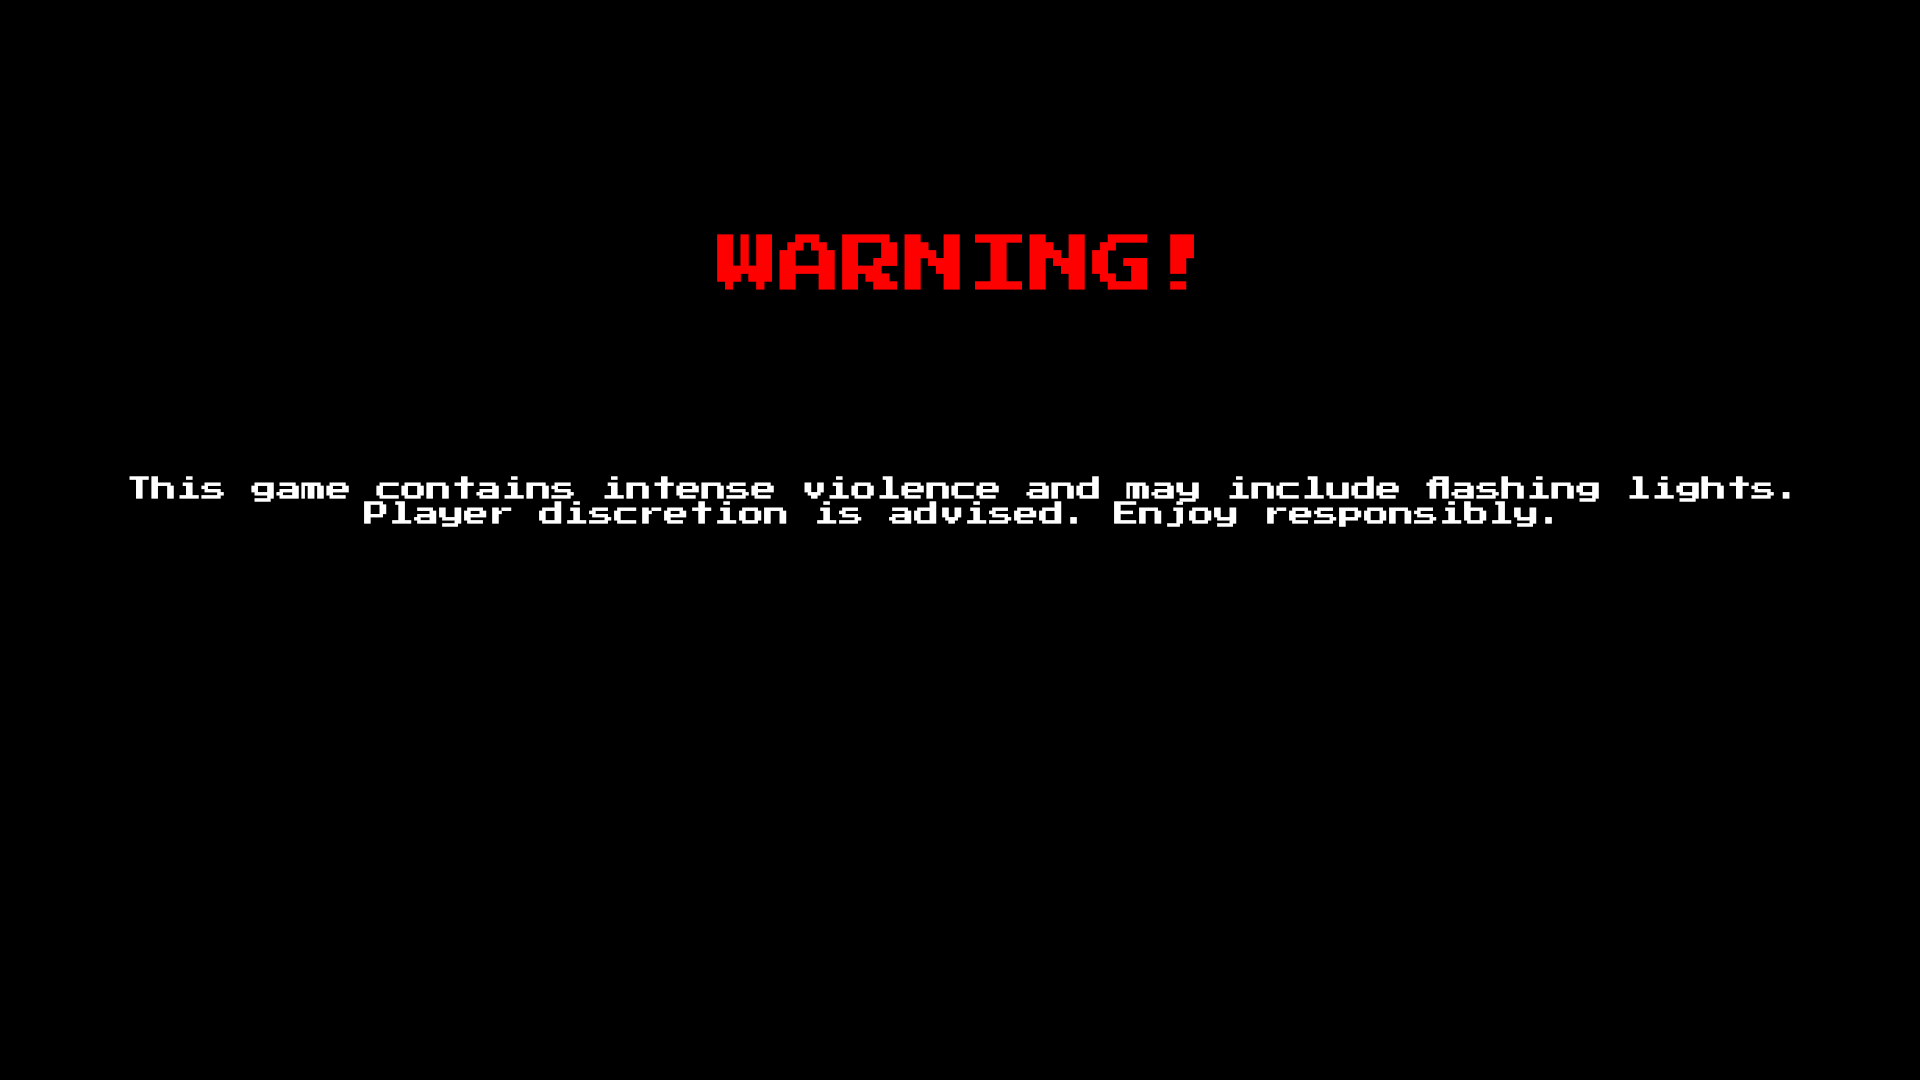 WARNING!
This game contains intense violence and may include flashing lights.
Player discretion is advised. Enjoy responsibly.